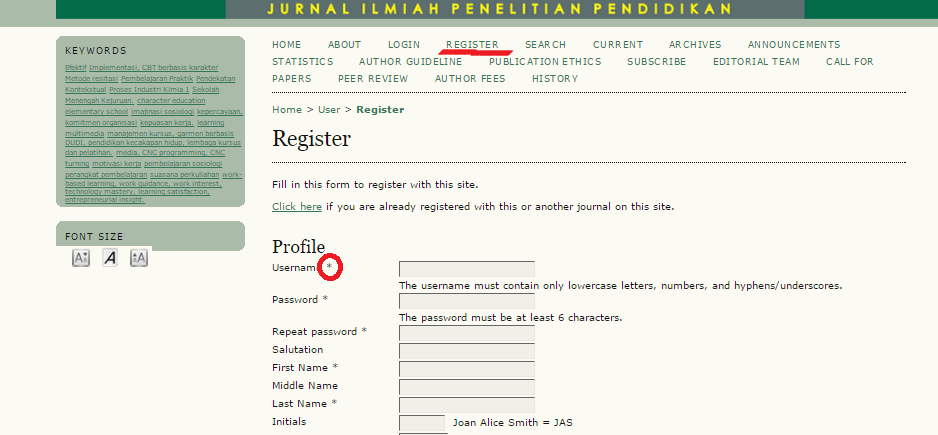 JURNAL ILMIAH PENELITIAN PENDIDIKAN
KEYWORDS
Efektif Implementasi, CBT berbasis karakter
Metode resitasi Pembelajaran Praktik Pendekatan
Kontekstual Proses Industri Kimia 1 Sekolah
Menengah Kejuruan. character education
elementary school imajinasi sosiologi kepercayaan,
komitmen organisasi kepuasan kerja. learning
multimedia manajemen kursus, garmen berbasis
DUDI, pendidikan kecakapan hidup, lembaga kursus
dan pelatihan. media, CNC programming, CNC
turning motivasi kerja pembelajaran sosiologi
perangkat pembelajaran suasana perkuliahan work-
based learning, work guidance, work interest,
technology mastery, learning satisfaction,
entrepreneurial insight.
FONT SIZE
A A A
HOME ABOUT LOGIN REGISTER SEARCH CURRENT ARCHIVES ANNOUNCEMENTS
STATISTICS AUTHOR GUIDELINE PUBLICATION ETHICS SUBSCRIBE EDITORIAL TEAM CALL FOR
PAPERS PEER REVIEW AUTHOR FEES HISTORY
Home > User > Register
Register
Fill in this form to register with this site.
Click here if you are already registered with this or another journal on this site.
Profile
Username *
The username must contain only lowercase letters, numbers, and hyphens/underscores.
Password *
The password must be at least 6 characters.
Repeat password *
Salutation
First Name *
Middle Name
Last Name *
Initials Joan Alice Smith = JAS